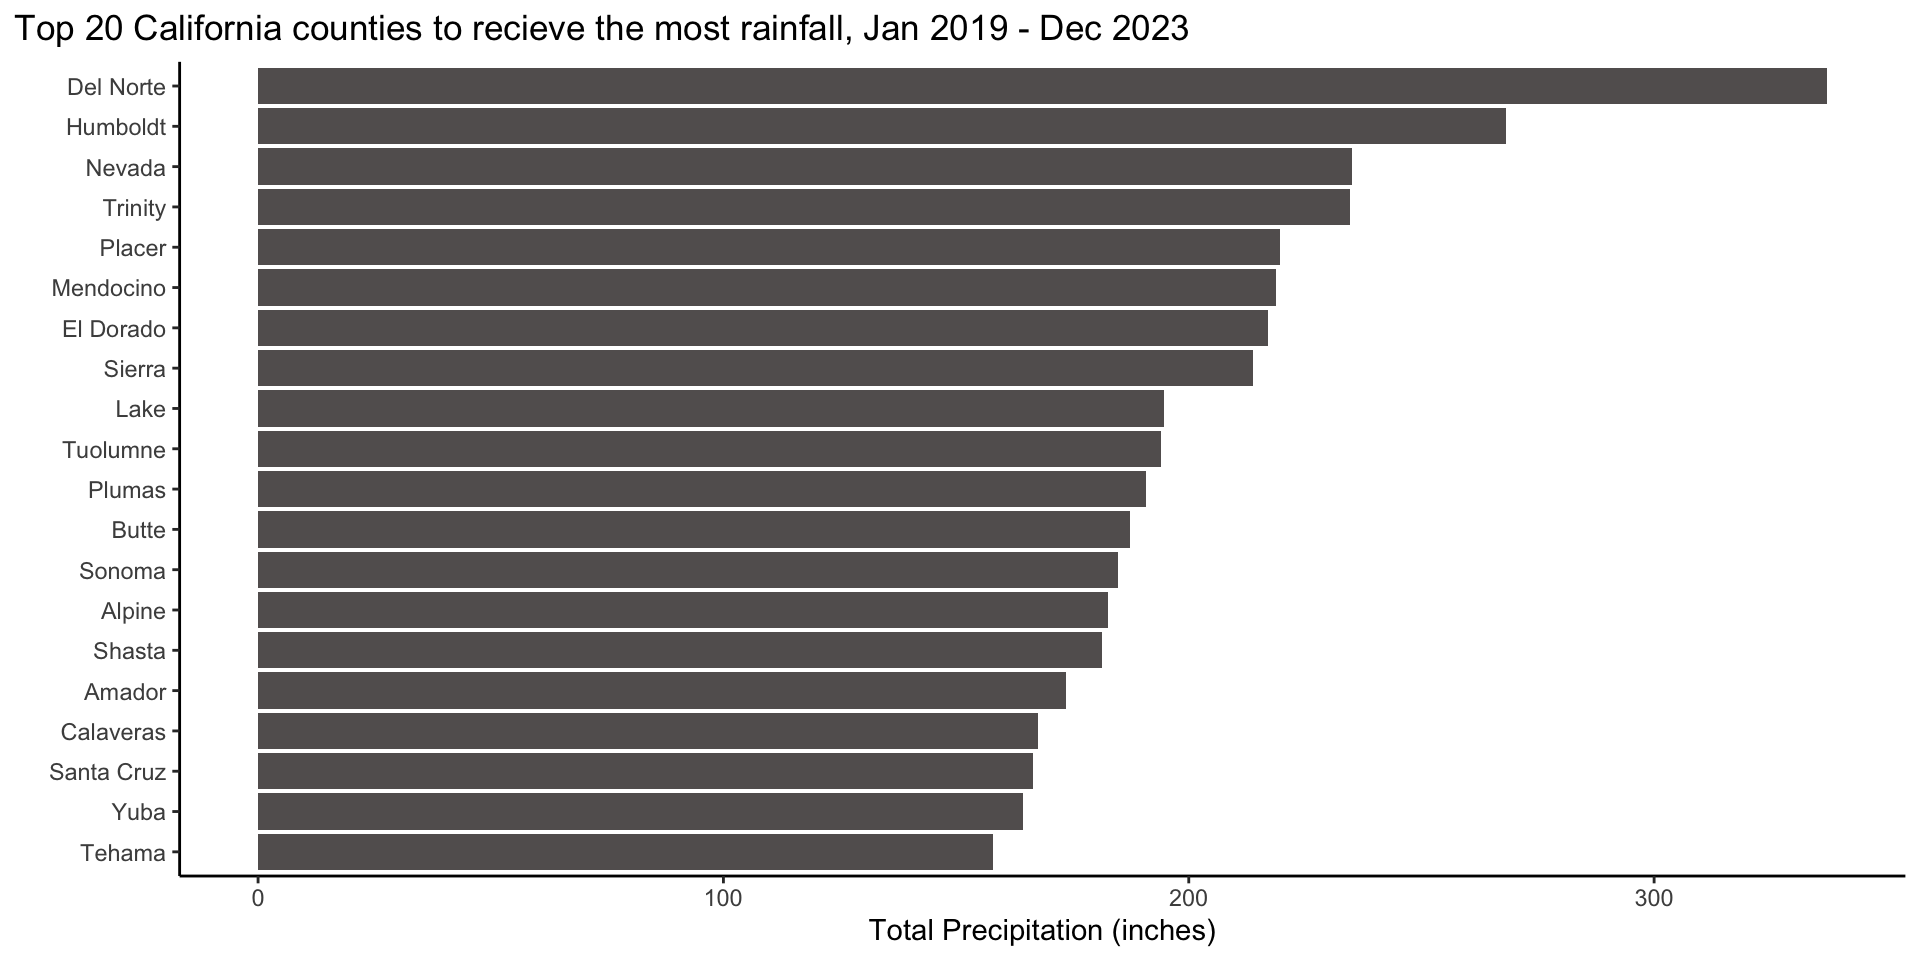 Top 20 California counties to recieve the most rainfall, Jan 2019 - Dec 2023
Del Norte
Humboldt
Nevada
Trinity
Placer
Mendocino
El Dorado
Sierra
Lake
Tuolumne
Plumas
Butte
Sonoma
Alpine
Shasta
Amador
Calaveras
Santa Cruz
Yuba
Tehama
0 100 200 300
Total Precipitation (inches)